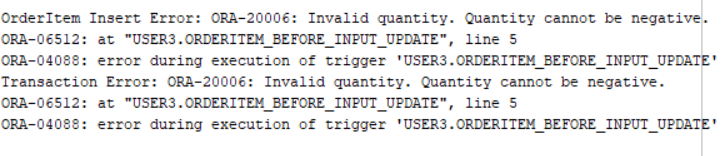 OrderItem Insert Error: ORA-20006: Invalid quantity. Quantity cannot be negative.
ORA-06512: at "USER3.ORDERITEM_BEFORE_INPUT_UPDATE", line 5
ORA-04088: error during execution of trigger 'USER3.ORDERITEM_BEFORE_INPUT_UPDATE'
Transaction Error: ORA-20006: Invalid quantity. Quantity cannot be negative.
ORA-06512: at "USER3.ORDERITEM_BEFORE_INPUT_UPDATE", line 5
ORA-04088: error during execution of trigger 'USER3.ORDERITEM_BEFORE_INPUT_UPDATE'